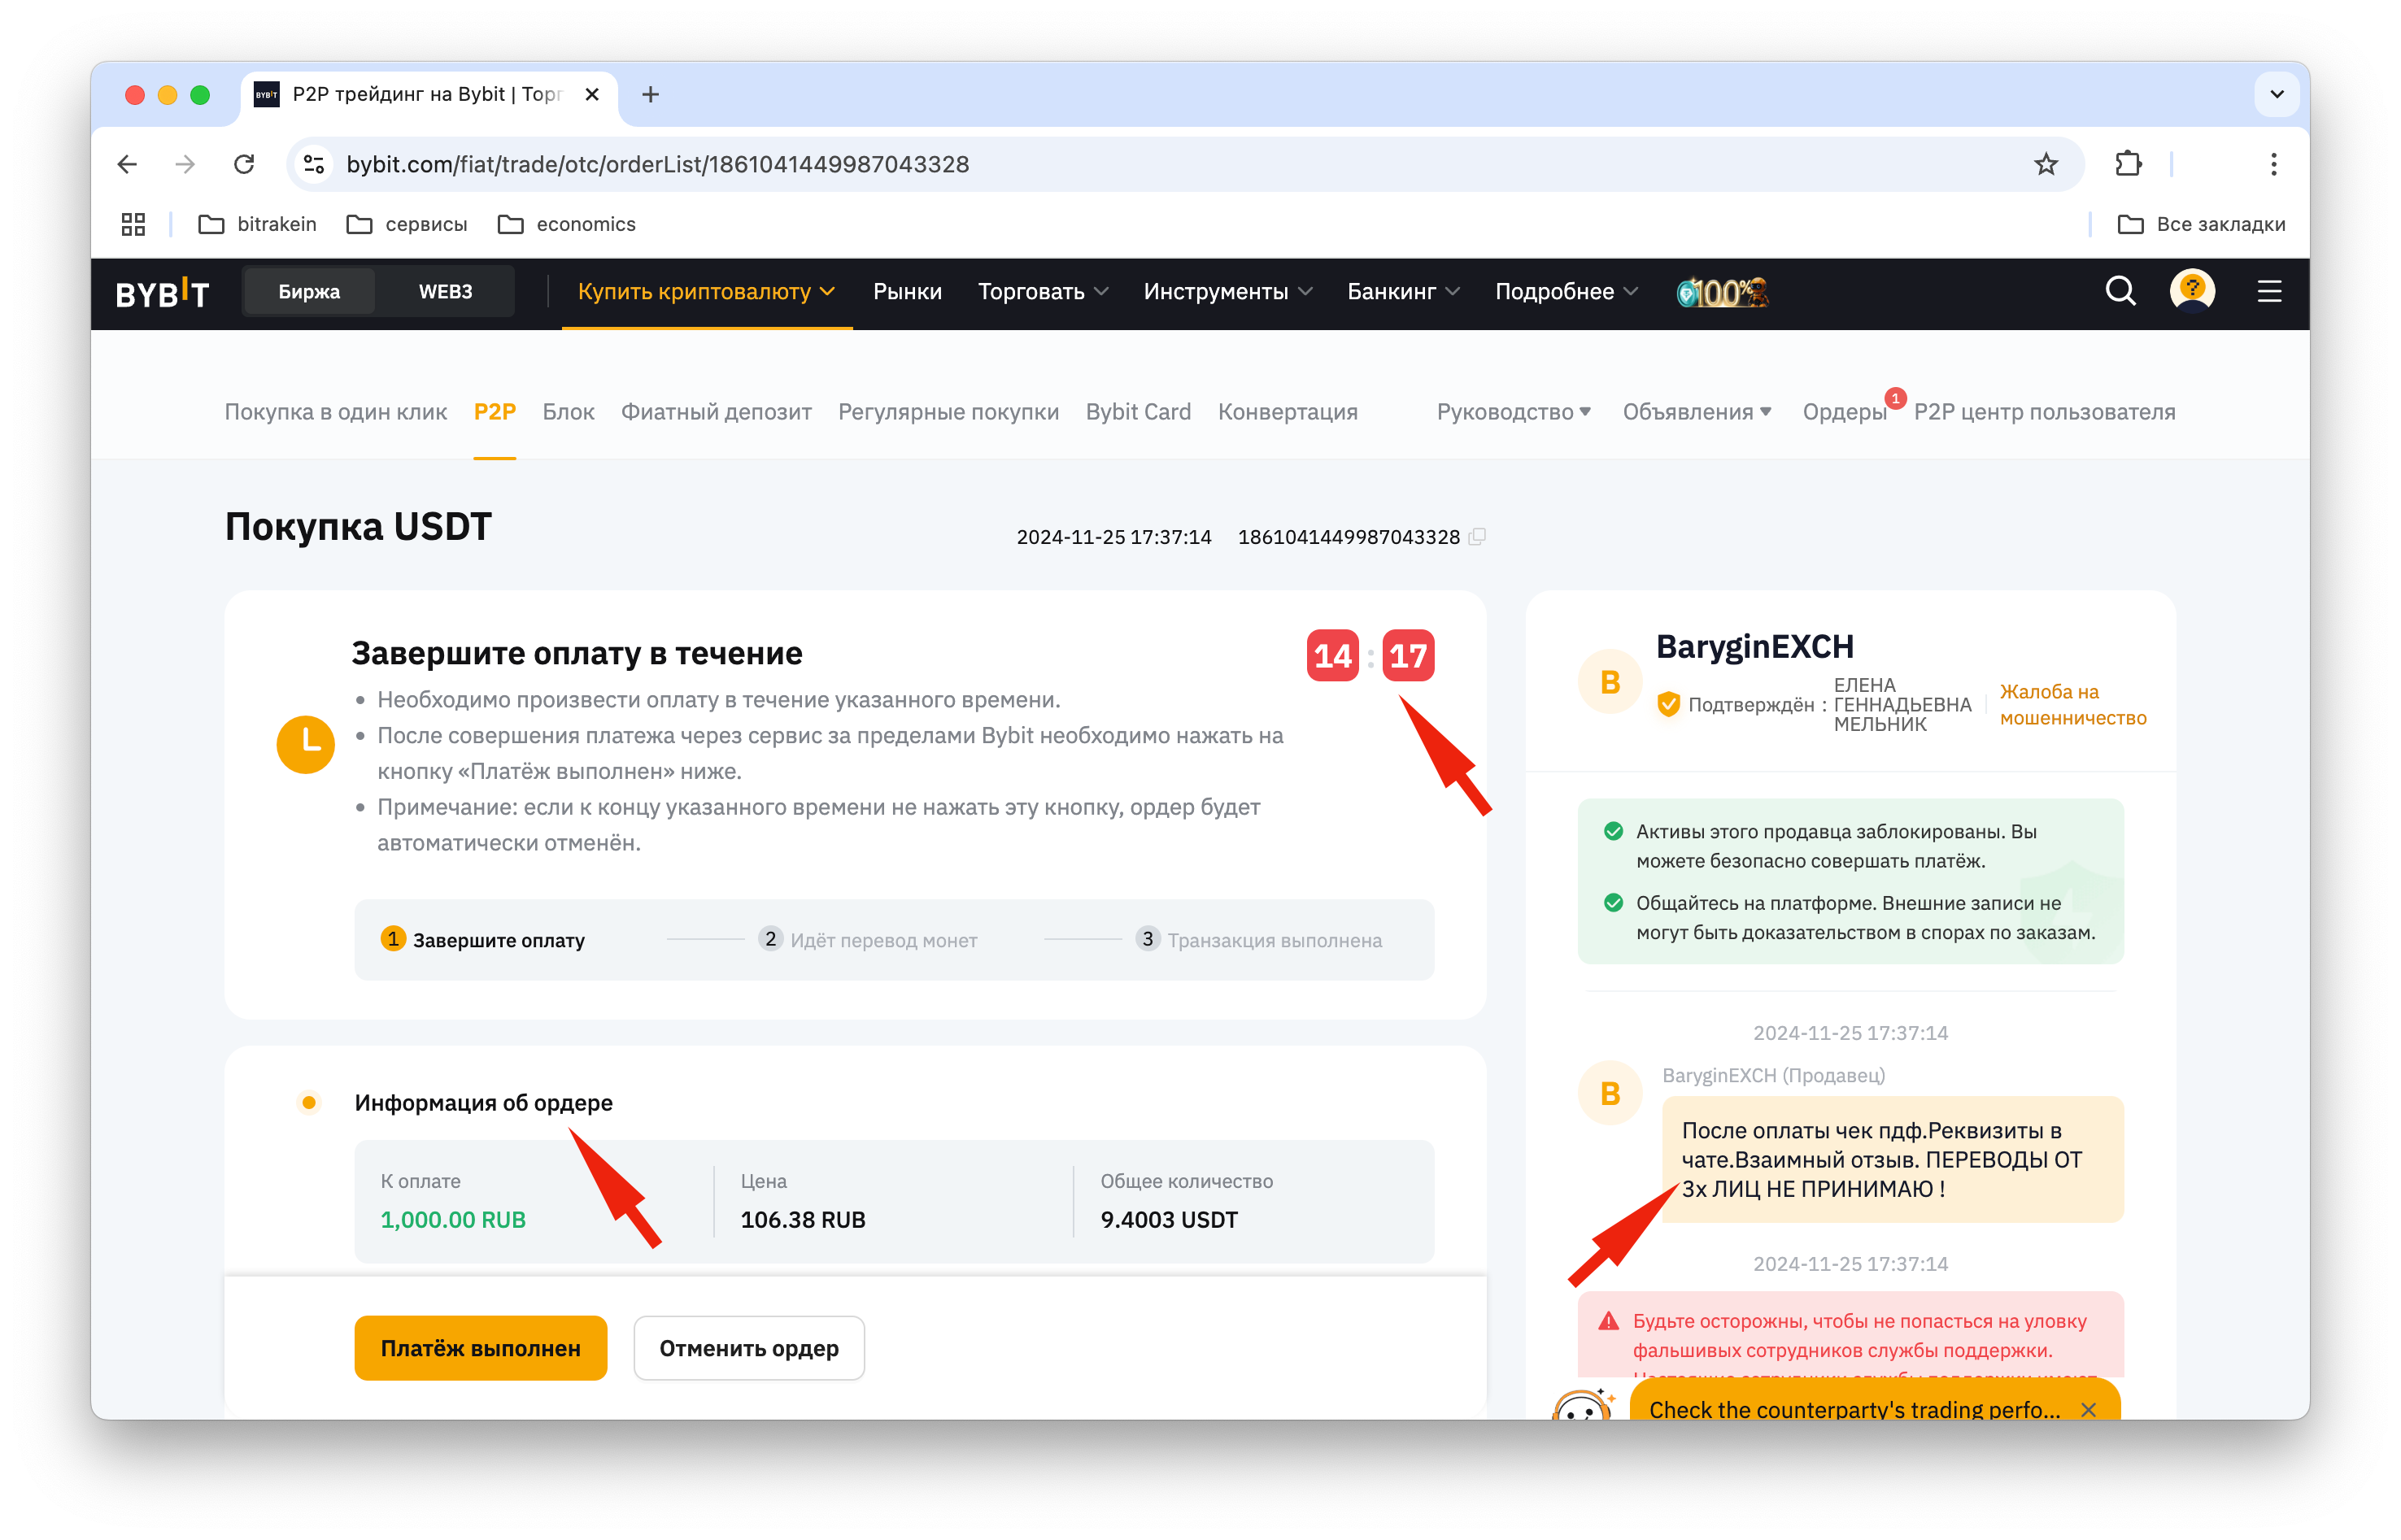 BYBIT P2P трейдинг на Bybit | Торг
bybit.com/fiat/trade/otc/orderList/1861041449987043328
bitrakein сервисы economics Все закладки
BYBIT Биржа WEB3 Купить криптовалюту Рынки Торговать Инструменты Банкинг Подробнее 100%
Покупка в один клик P2P Блок Фиатный депозит Регулярные покупки Bybit Card Конвертация Руководство Объявления Ордеры 1 P2P центр пользователя
Покупка USDT
2024-11-25 17:37:14 1861041449987043328
Завершите оплату в течение
14 : 17
• Необходимо произвести оплату в течение указанного времени.
• После совершения платежа через сервис за пределами Bybit необходимо нажать на
кнопку «Платёж выполнен» ниже.
• Примечание: если к концу указанного времени не нажать эту кнопку, ордер будет
автоматически отменён.
1 Завершите оплату 2 Идёт перевод монет 3 Транзакция выполнена
Информация об ордере
К оплате Цена Общее количество
1,000.00 RUB 106.38 RUB 9.4003 USDT
Платёж выполнен Отменить ордер
B
BaryginEXCH
Подтверждён :
ЕЛЕНА
ГЕННАДЬЕВНА
МЕЛЬНИК
Жалоба на
мошенничество
Активы этого продавца заблокированы. Вы
можете безопасно совершать платёж.
Общайтесь на платформе. Внешние записи не
могут быть доказательством в спорах по заказам.
2024-11-25 17:37:14
BaryginEXCH (Продавец)
B
После оплаты чек пдф.Реквизиты в
чате.Взаимный отзыв. ПЕРЕВОДЫ ОТ
3х ЛИЦ НЕ ПРИНИМАЮ !
2024-11-25 17:37:14
Будьте осторожны, чтобы не попасться на уловку
фальшивых сотрудников службы поддержки.
Check the counterparty's trading perfo...